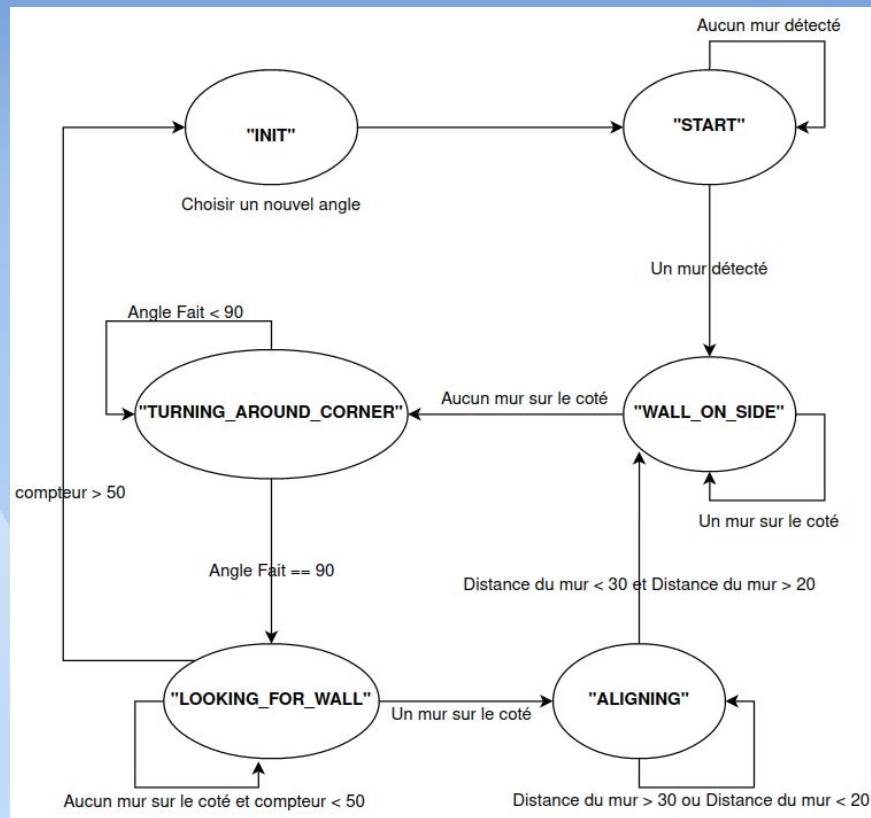 Aucun mur détecté
"INIT"
"START"
Choisir un nouvel angle
Un mur détecté
Angle Fait < 90
Aucun mur sur le coté
"TURNING_AROUND_CORNER"
"WALL_ON_SIDE"
compteur > 50
Un mur sur le coté
Angle Fait == 90
Distance du mur < 30 et Distance du mur > 20
"LOOKING_FOR_WALL"
Un mur sur le coté
"ALIGNING"
Aucun mur sur le coté et compteur < 50
Distance du mur > 30 ou Distance du mur < 20